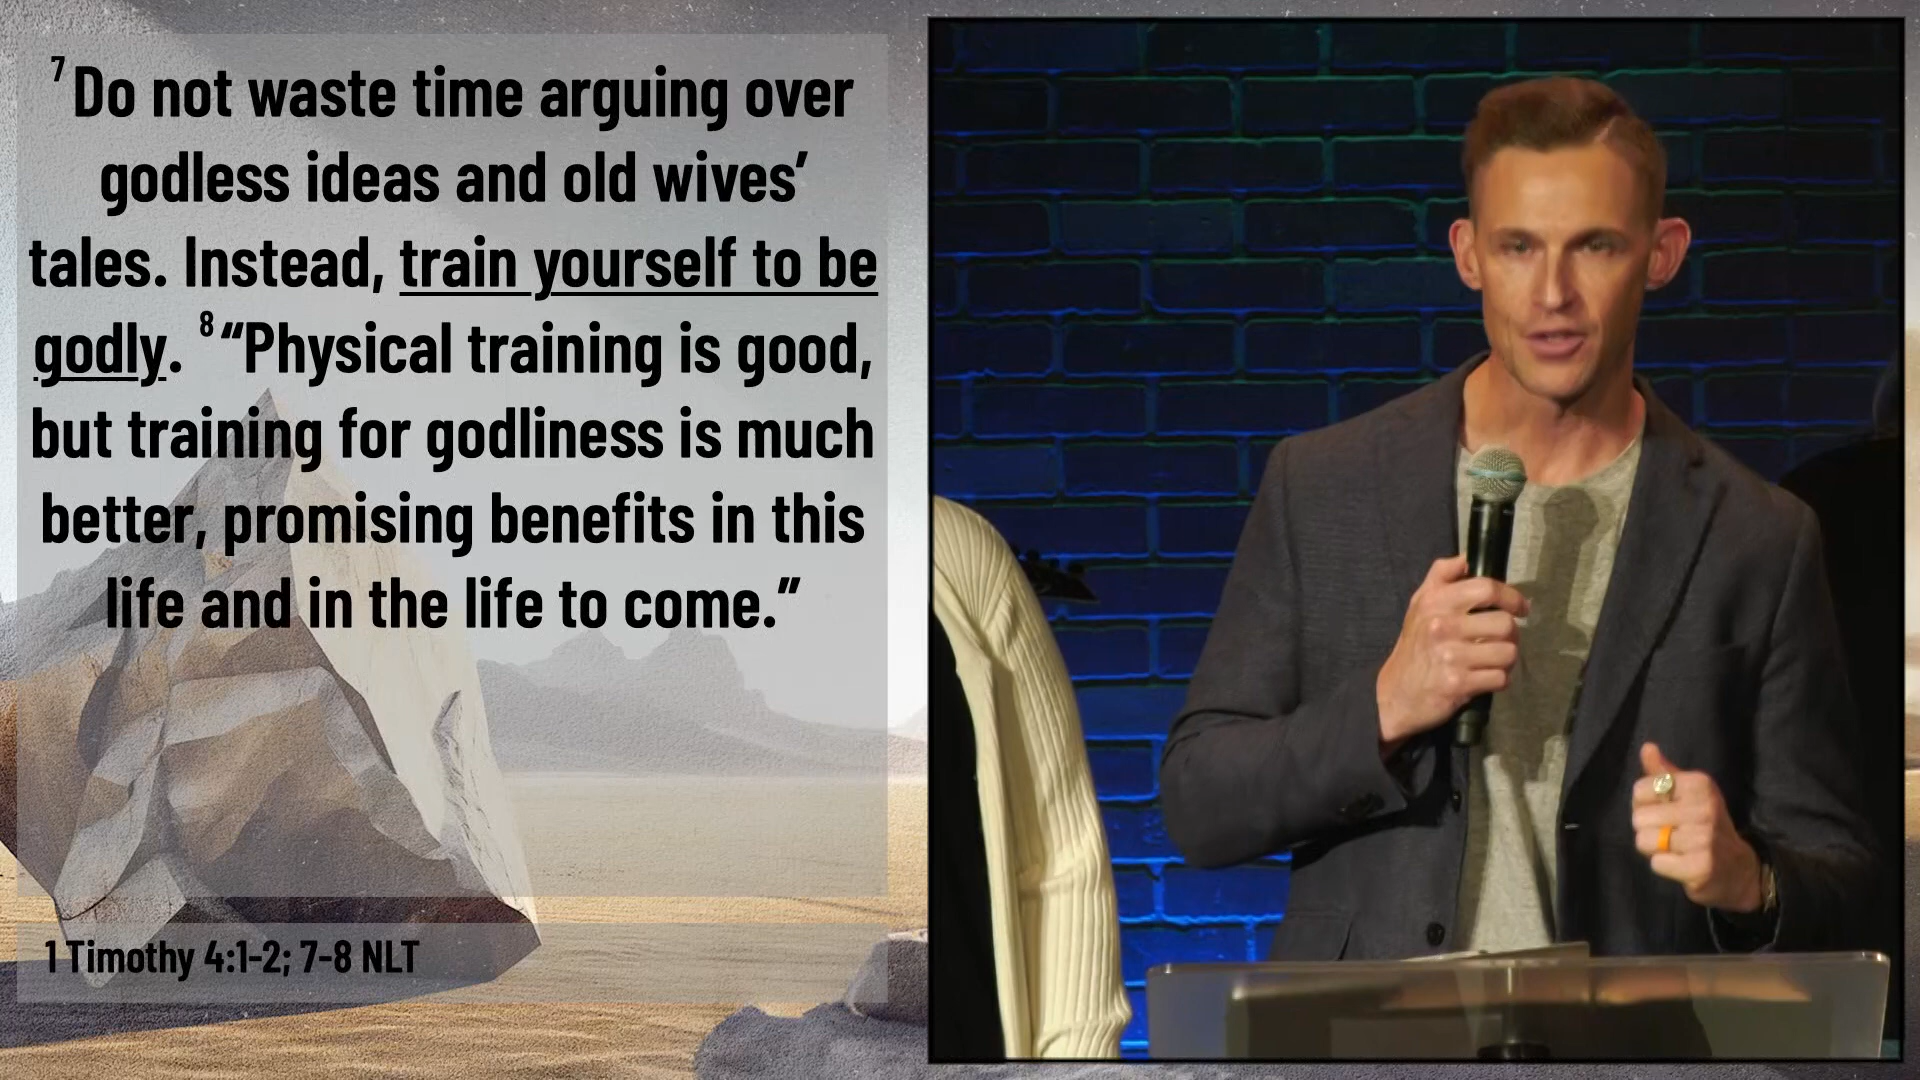 ⁷ Do not waste time arguing over
godless ideas and old wives’
tales. Instead, train yourself to be
godly. ⁸ “Physical training is good,
but training for godliness is much
better, promising benefits in this
life and in the life to come.”
1 Timothy 4:1-2; 7-8 NLT